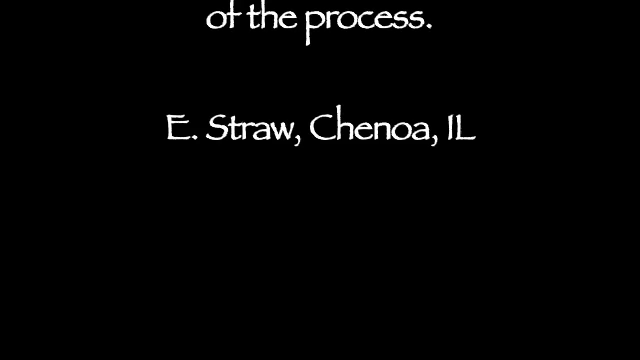 of the process.
E. Straw, Chenoa, IL